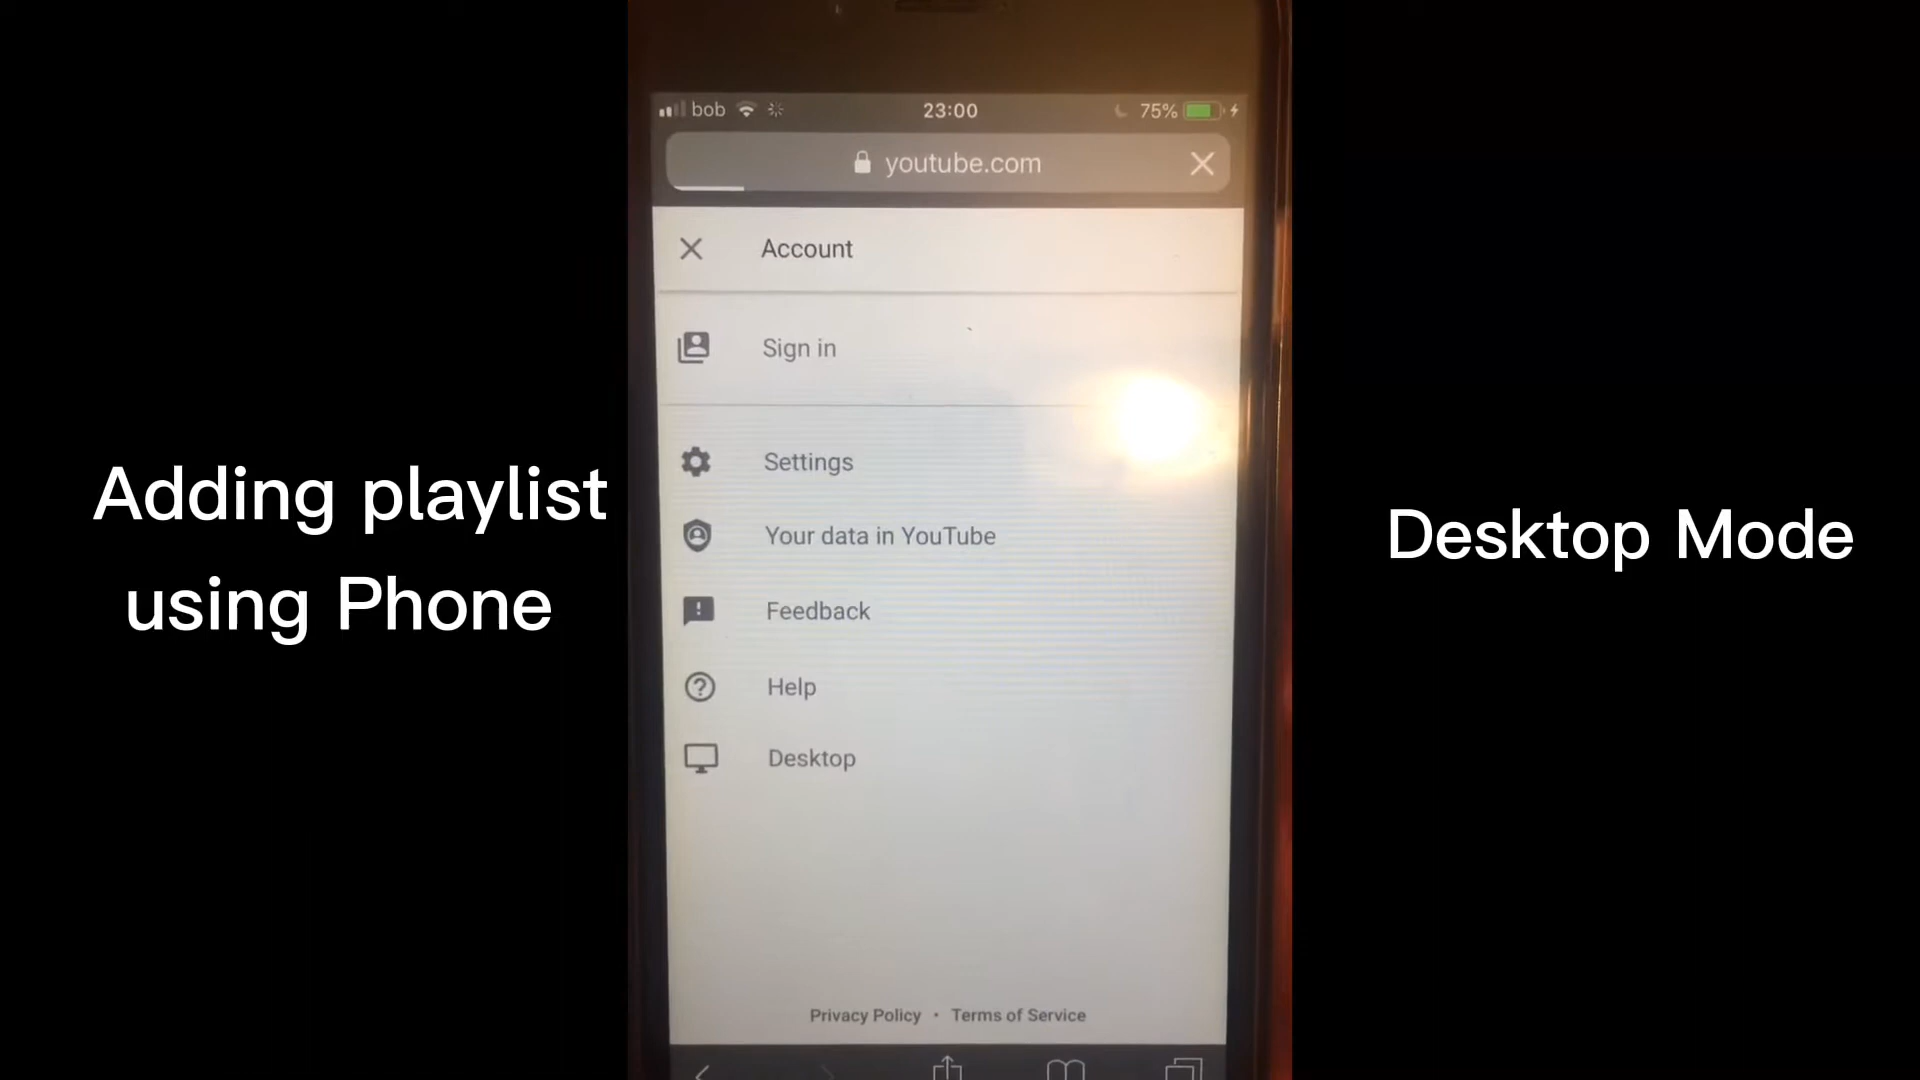 bob 23:00 75%
youtube.com
Account
Sign in
Settings
Your data in YouTube
Feedback
Help
Desktop
Privacy Policy • Terms of Service
Adding playlist
using Phone
Desktop Mode